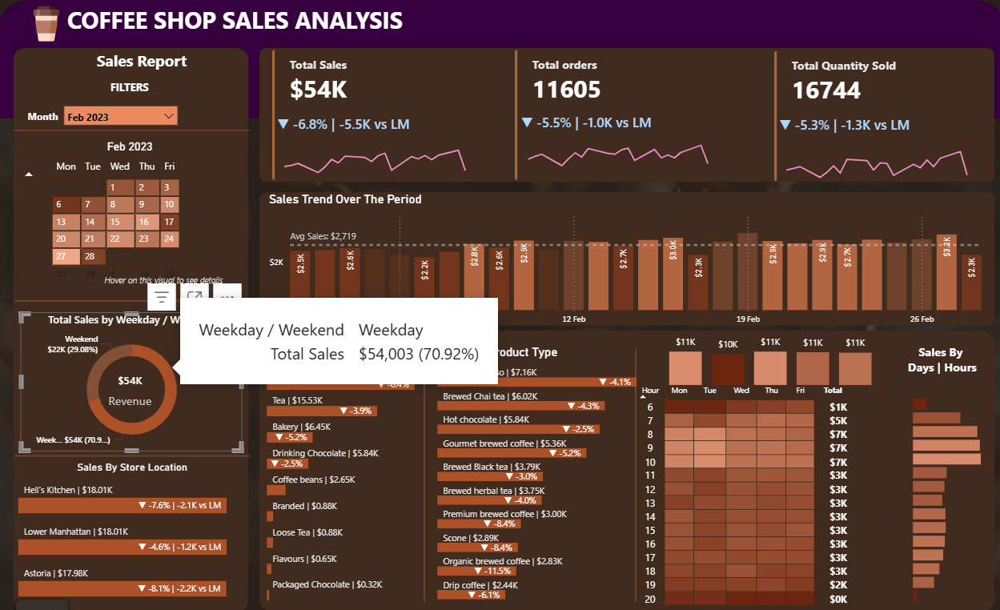 COFFEE SHOP SALES ANALYSIS
Sales Report
FILTERS
Month Feb 2023
Feb 2023
Mon Tue Wed Thu Fri
1 2 3
6 7 8 9 10
13 14 15 16 17
20 21 22 23 24
27 28
Hover on this visual to see details
Total Sales by Weekday / W
Weekend
$22K (29.08%)
$54K
Revenue
Week... $54K (70.9...)
Weekday / Weekend Weekday
Total Sales $54,003 (70.92%)
Sales By Store Location
Hell's Kitchen | $18.01K
▼ -7.6% | -2.1K vs LM
Lower Manhattan | $18.01K
▼ -4.6% | -1.2K vs LM
Astoria | $17.98K
▼ -8.1% | -2.2K vs LM
Total Sales
$54K
▼ -6.8% | -5.5K vs LM
Total orders
11605
▼ -5.5% | -1.0K vs LM
Total Quantity Sold
16744
▼ -5.3% | -1.3K vs LM
Sales Trend Over The Period
Avg Sales: $2,719
$2K
$2.5K $2.6K $2.2K $2.8K $2.6K $2.9K $2.7K $3.0K $2.3K $2.9K $2.9K $2.7K $3.2K $2.3K
12 Feb 19 Feb 26 Feb
Tea | $15.53K
▼ -3.9%
Bakery | $6.45K
▼ -5.2%
Drinking Chocolate | $5.84K
▼ -2.5%
Coffee beans | $2.65K
Branded | $0.88K
Loose Tea | $0.88K
Flavours | $0.65K
Packaged Chocolate | $0.32K
roduct Type
so | $7.16K
▼ -4.1%
Brewed Chai tea | $6.02K
▼ -4.3%
Hot chocolate | $5.84K
▼ -2.5%
Gourmet brewed coffee | $5.36K
▼ -5.2%
Brewed Black tea | $3.79K
▼ -3.0%
Brewed herbal tea | $3.75K
▼ -4.0%
Premium brewed coffee | $3.00K
▼ -8.4%
Scone | $2.89K
▼ -8.4%
Organic brewed coffee | $2.83K
▼ -11.5%
Drip coffee | $2.44K
▼ -6.1%
$11K $10K $11K $11K $11K
Sales By
Days | Hours
Hour Mon Tue Wed Thu Fri Total
6 $1K
7 $5K
8 $7K
9 $7K
10 $7K
11 $3K
12 $3K
13 $3K
14 $3K
15 $3K
16 $3K
17 $3K
18 $3K
19 $2K
20 $0K